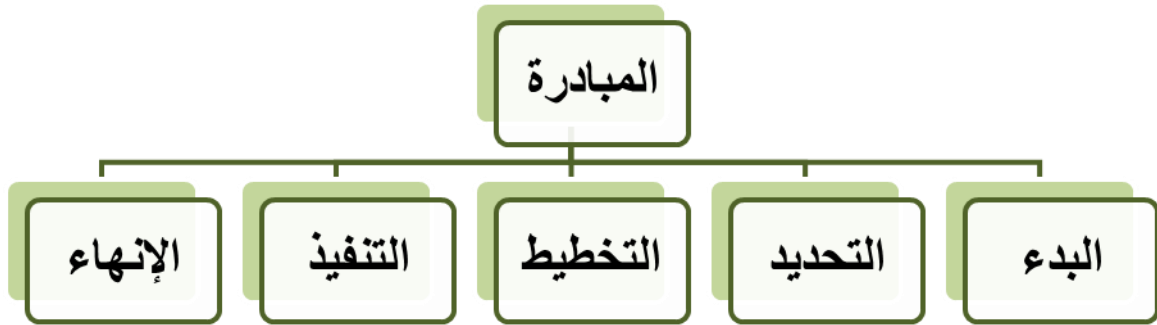 المبادرة
البدء
التحديد
التخطيط
التنفيذ
الإنهاء